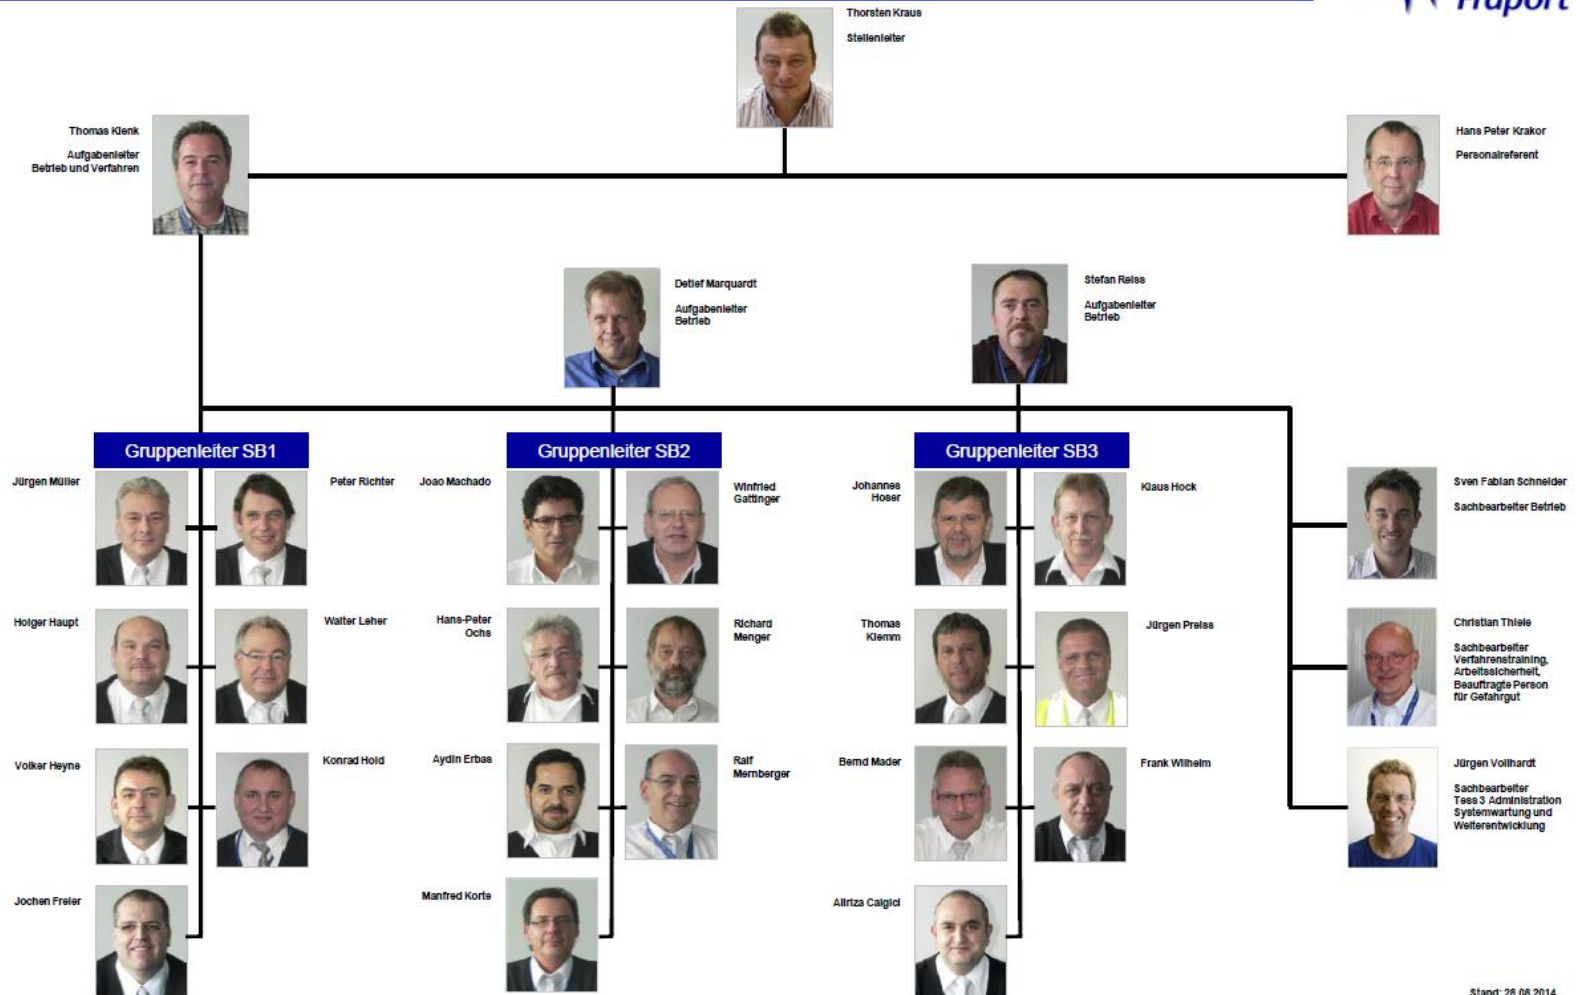 Fraport
Thorsten Kraus
Stellenleiter
Thomas Klenk
Aufgabenleiter
Betrieb und Verfahren
Hans Peter Krakor
Personalreferent
Detlef Marquardt
Aufgabenleiter
Betrieb
Stefan Reiss
Aufgabenleiter
Betrieb
Gruppenleiter SB1
Jürgen Müller
Peter Richter
Holger Haupt
Walter Leher
Volker Heyne
Konrad Hold
Jochen Freier
Gruppenleiter SB2
Joao Machado
Winfried
Gattinger
Hans-Peter
Ochs
Richard
Menger
Aydin Erbas
Ralf
Mernberger
Manfred Korte
Gruppenleiter SB3
Johannes
Hoser
Klaus Hock
Thomas
Klemm
Jürgen Preiss
Bernd Mader
Frank Wilhelm
Aliriza Calgici
Sven Fabian Schneider
Sachbearbeiter Betrieb
Christian Thiele
Sachbearbeiter
Verfahrenstraining,
Arbeitssicherheit,
Beauftragte Person
für Gefahrgut
Jürgen Vollhardt
Sachbearbeiter
Tess 3 Administration
Systemwartung und
Weiterentwicklung
Stand: 28.08.2014